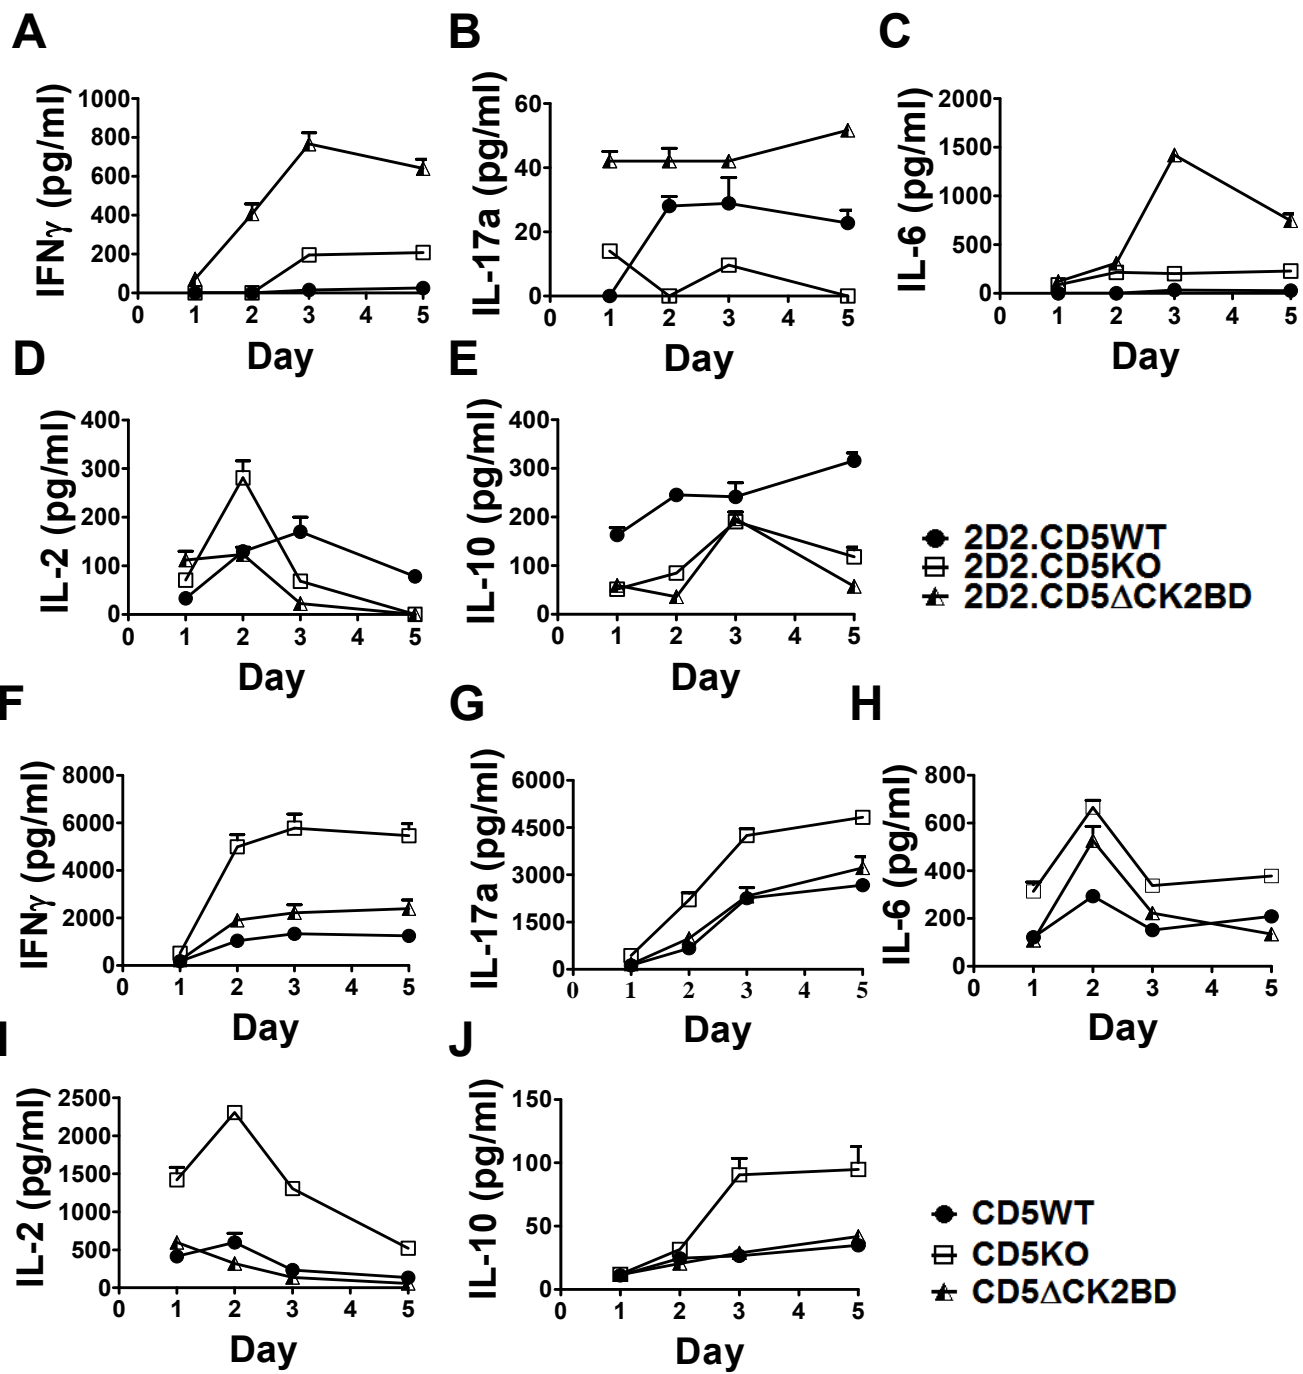 A
B
C
IFNγ (pg/ml)
1000
800
600
400
200
0
0 1 2 3 4 5
Day
IL-17a (pg/ml)
60
40
20
0
0 1 2 3 4 5
Day
IL-6 (pg/ml)
2000
1500
1000
500
0
0 1 2 3 4 5
Day
D
E
IL-2 (pg/ml)
400
300
200
100
0
0 1 2 3 4 5
Day
IL-10 (pg/ml)
400
300
200
100
0
0 1 2 3 4 5
Day
2D2.CD5WT
2D2.CD5KO
2D2.CD5ΔCK2BD
F
G
H
IFNγ (pg/ml)
8000
6000
4000
2000
0
0 1 2 3 4 5
Day
IL-17a (pg/ml)
6000
4500
3000
1500
0
0 1 2 3 4 5
Day
IL-6 (pg/ml)
800
600
400
200
0
0 1 2 3 4 5
Day
I
J
IL-2 (pg/ml)
2500
2000
1500
1000
500
0
0 1 2 3 4 5
Day
IL-10 (pg/ml)
150
100
50
0
0 1 2 3 4 5
Day
CD5WT
CD5KO
CD5ΔCK2BD